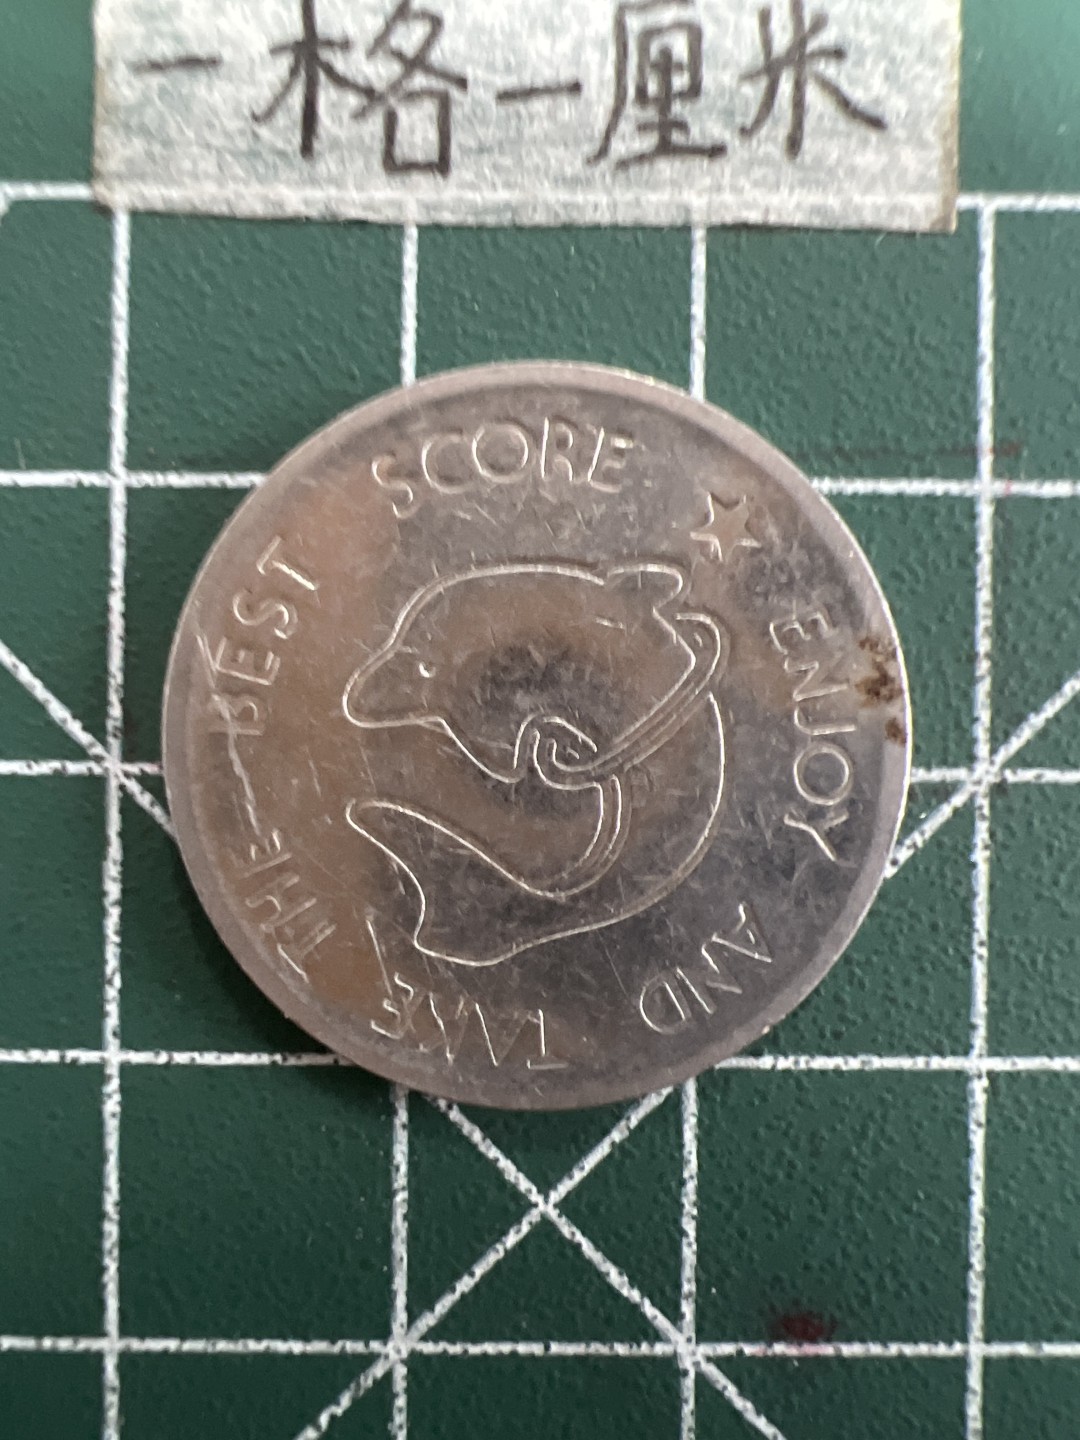 一格一厘米
ENJOY AND TAKE THE BEST SCORE